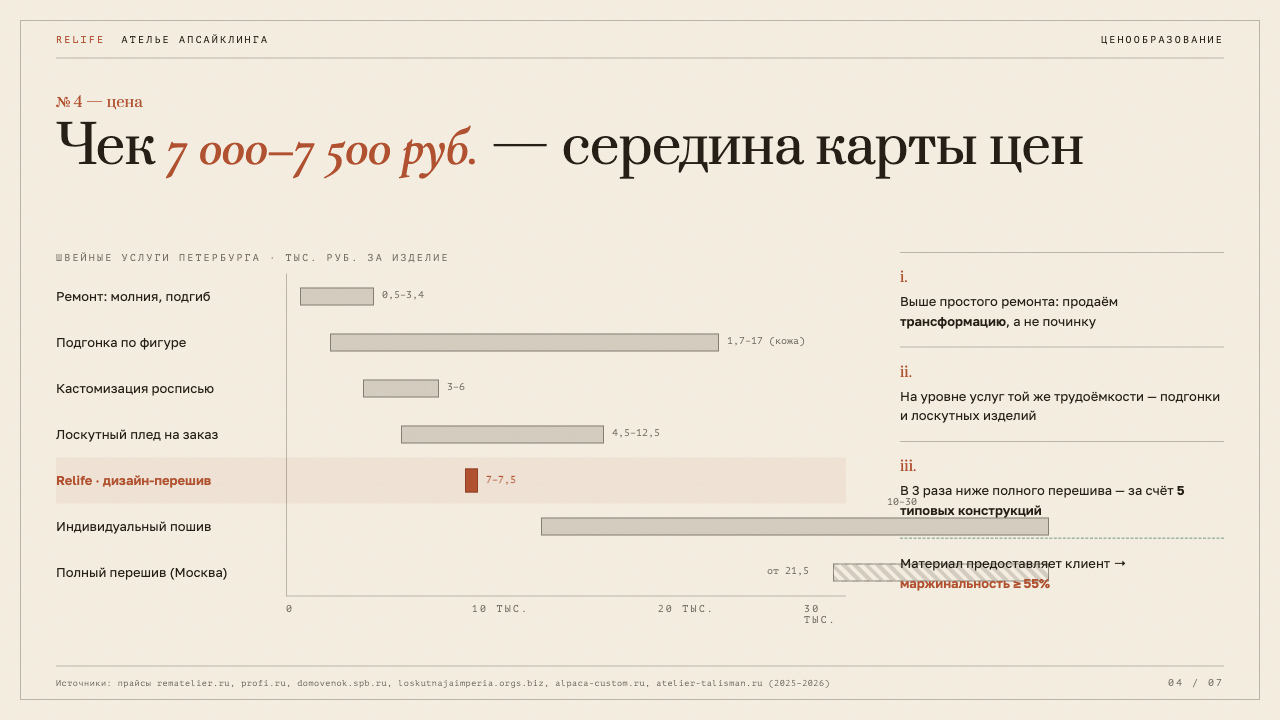 RELIFE АТЕЛЬЕ АПСАЙКЛИНГА
ЦЕНООБРАЗОВАНИЕ
№ 4 — цена
Чек 7 000–7 500 руб. — середина карты цен
ШВЕЙНЫЕ УСЛУГИ ПЕТЕРБУРГА · ТЫС. РУБ. ЗА ИЗДЕЛИЕ
Ремонт: молния, подгиб
0,5–3,4
Подгонка по фигуре
1,7–17 (кожа)
Кастомизация росписью
3–6
Лоскутный плед на заказ
4,5–12,5
Relife · дизайн-перешив
7–7,5
Индивидуальный пошив
10–30
Полный перешив (Москва)
от 21,5
0
10 ТЫС.
20 ТЫС.
30
ТЫС.
i.
Выше простого ремонта: продаём
трансформацию, а не починку
ii.
На уровне услуг той же трудоёмкости — подгонки
и лоскутных изделий
iii.
В 3 раза ниже полного перешива — за счёт 5
типовых конструкций
Материал предоставляет клиент →
маржинальность ≥ 55%
Источники: прайсы rematelier.ru, profi.ru, domovenok.spb.ru, loskutnajaimperia.orgs.biz, alpaca-custom.ru, atelier-talisman.ru (2025–2026)
04 / 07